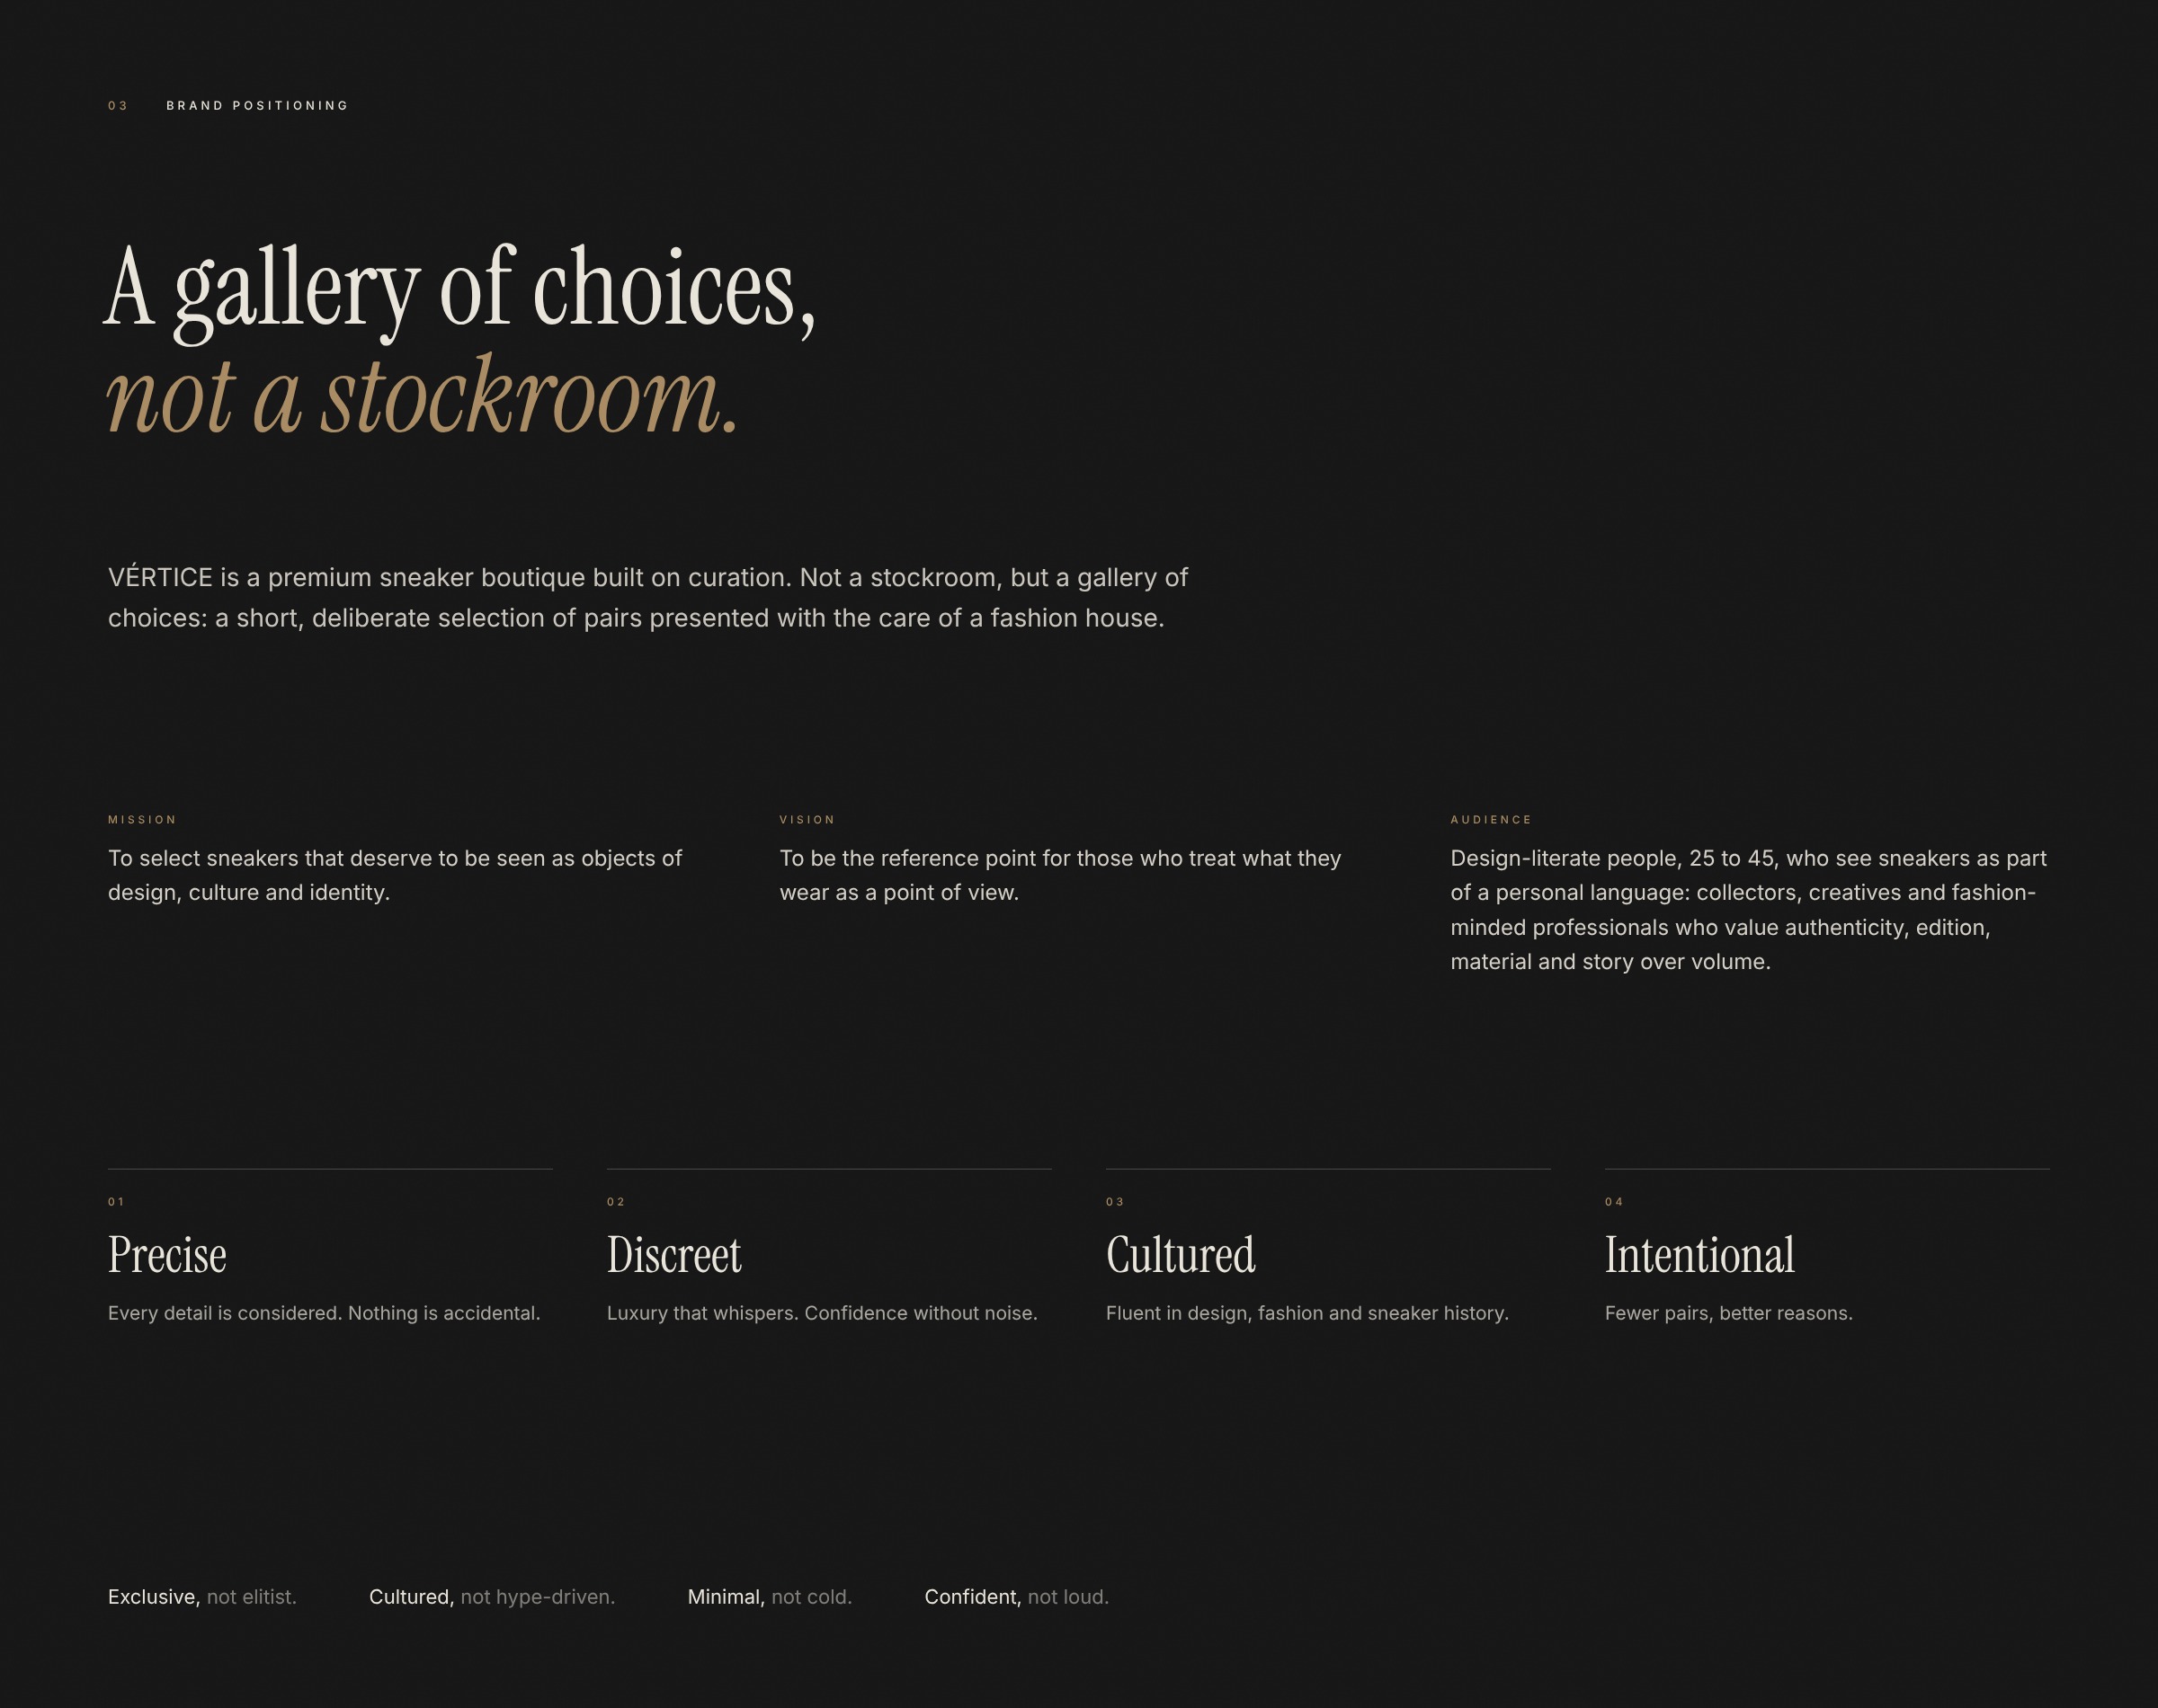 03 BRAND POSITIONING
A gallery of choices,
not a stockroom.
VÉRTICE is a premium sneaker boutique built on curation. Not a stockroom, but a gallery of
choices: a short, deliberate selection of pairs presented with the care of a fashion house.
MISSION
To select sneakers that deserve to be seen as objects of
design, culture and identity.
VISION
To be the reference point for those who treat what they
wear as a point of view.
AUDIENCE
Design-literate people, 25 to 45, who see sneakers as part
of a personal language: collectors, creatives and fashion-
minded professionals who value authenticity, edition,
material and story over volume.
01
Precise
Every detail is considered. Nothing is accidental.
02
Discreet
Luxury that whispers. Confidence without noise.
03
Cultured
Fluent in design, fashion and sneaker history.
04
Intentional
Fewer pairs, better reasons.
Exclusive, not elitist.
Cultured, not hype-driven.
Minimal, not cold.
Confident, not loud.